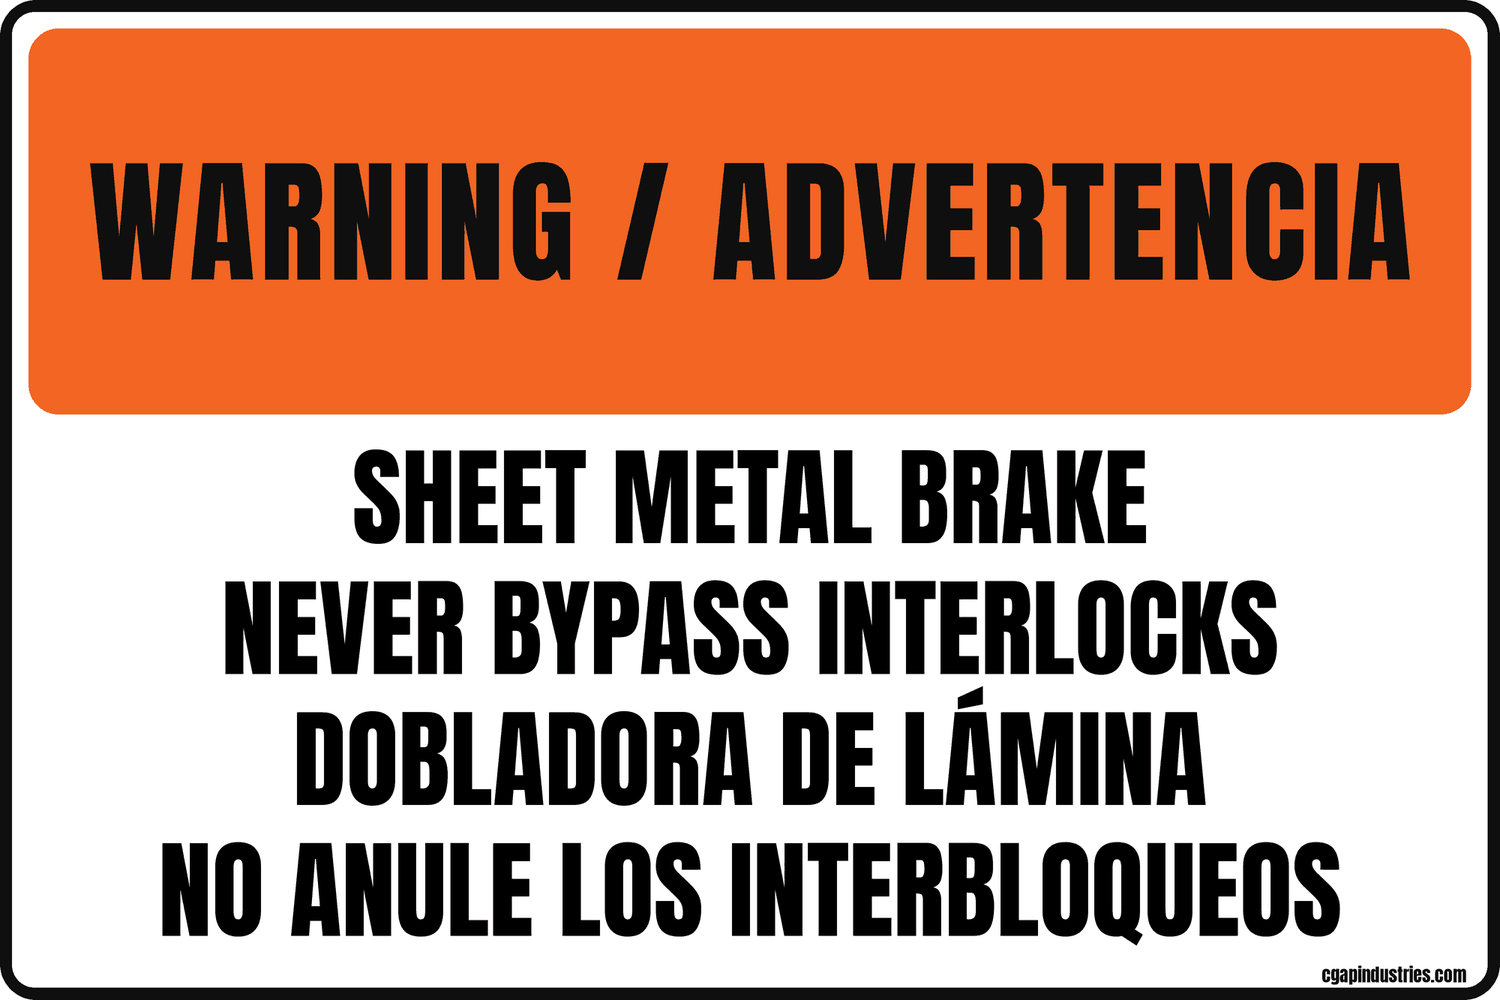 WARNING / ADVERTENCIA
SHEET METAL BRAKE
NEVER BYPASS INTERLOCKS
DOBLADORA DE LÁMINA
NO ANULE LOS INTERBLOQUEOS
cgapindustries.com